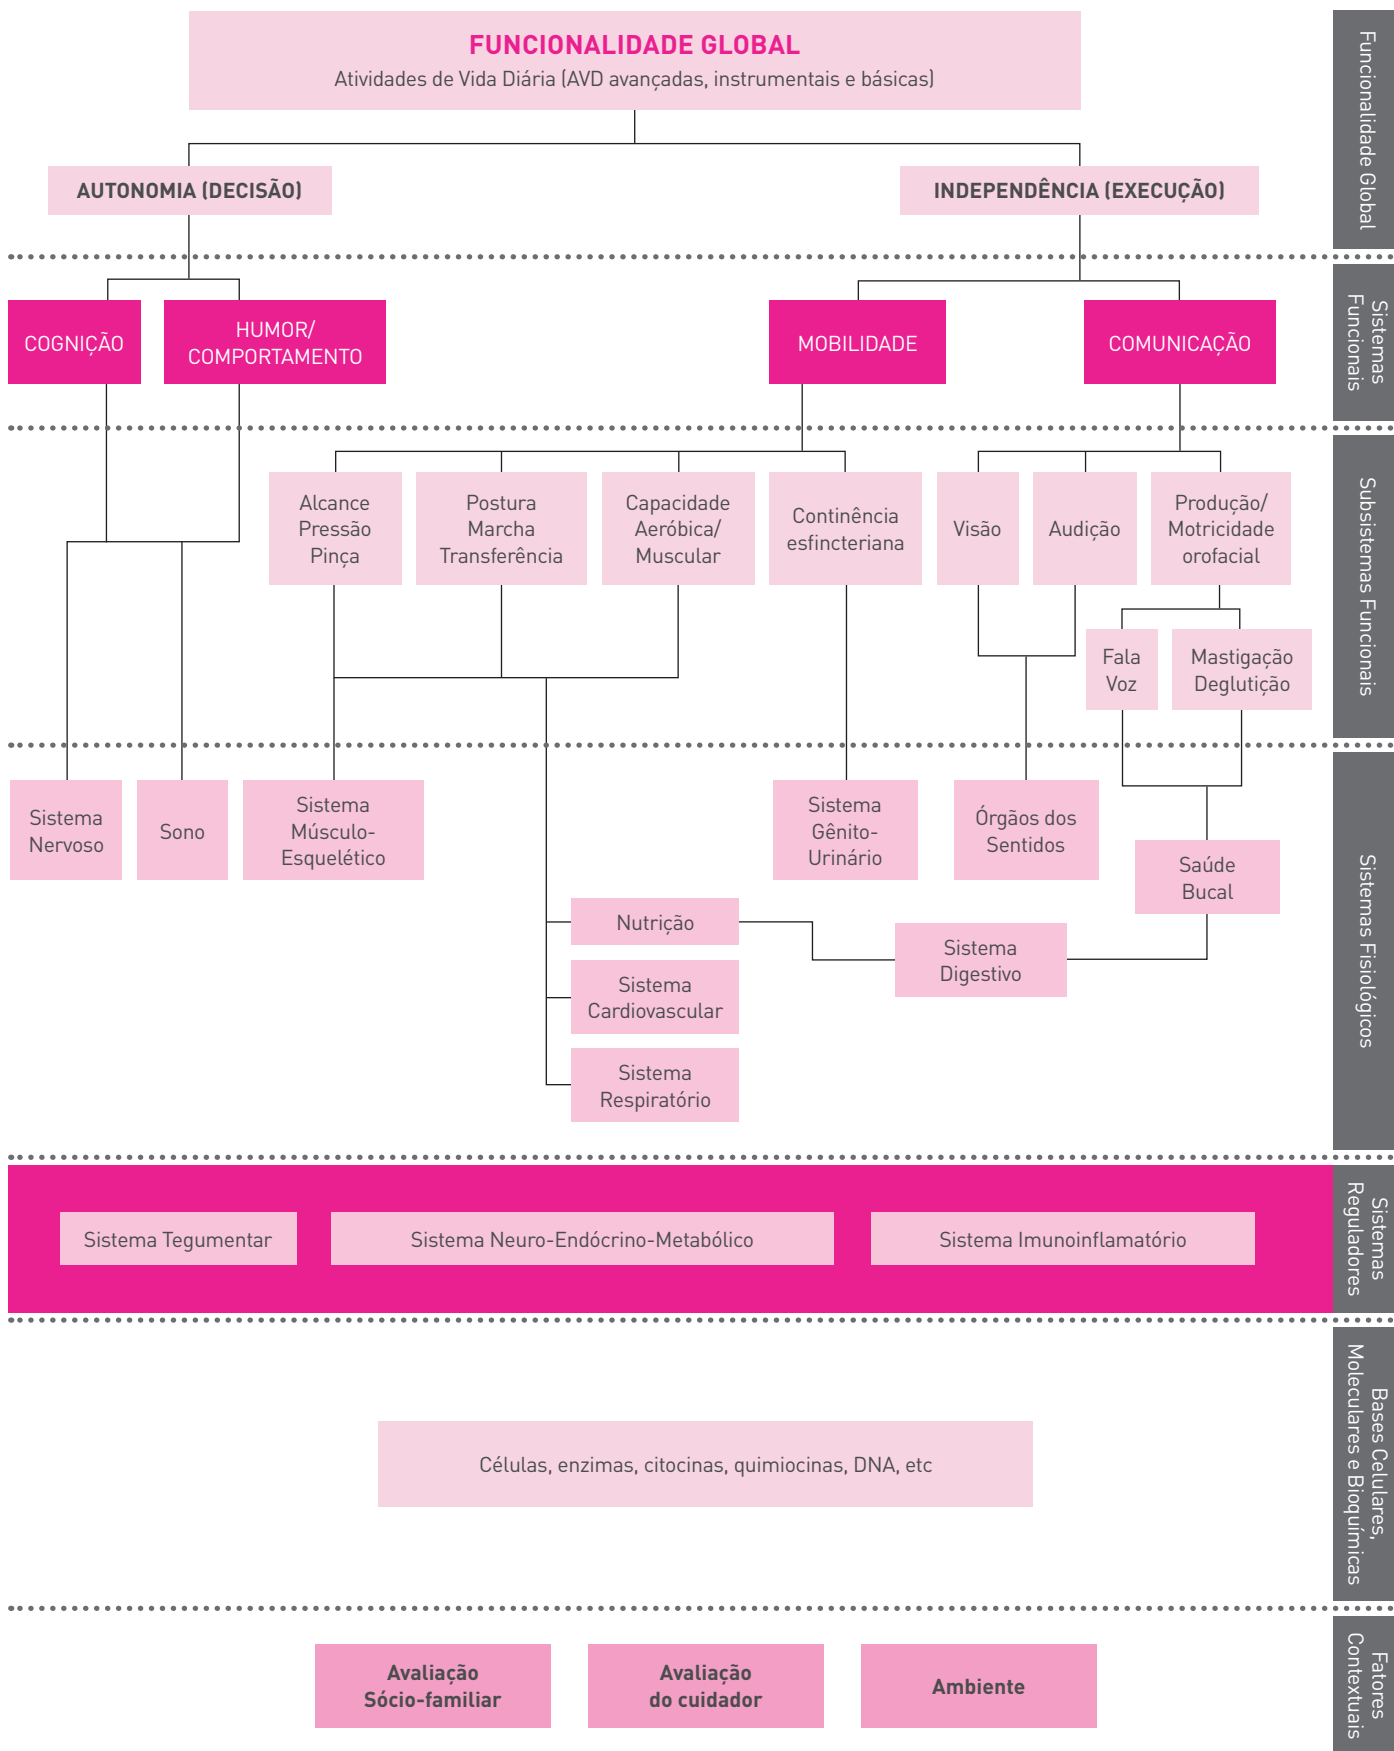 FUNCIONALIDADE GLOBAL
Atividades de Vida Diária (AVD avançadas, instrumentais e básicas)
AUTONOMIA (DECISÃO)
INDEPENDÊNCIA (EXECUÇÃO)
Funcionalidade Global
COGNIÇÃO
HUMOR/
COMPORTAMENTO
MOBILIDADE
COMUNICAÇÃO
Sistemas
Funcionais
Alcance
Pressão
Pinça
Postura
Marcha
Transferência
Capacidade
Aeróbica/
Muscular
Continência
esfincteriana
Visão
Audição
Produção/
Motricidade
orofacial
Fala
Voz
Mastigação
Deglutição
Subsistemas Funcionais
Sistema
Nervoso
Sono
Sistema
Músculo-
Esquelético
Sistema
Gênito-
Urinário
Órgãos dos
Sentidos
Saúde
Bucal
Nutrição
Sistema
Digestivo
Sistema
Cardiovascular
Sistema
Respiratório
Sistemas Fisiológicos
Sistema Tegumentar
Sistema Neuro-Endócrino-Metabólico
Sistema Imunoinflamatório
Sistemas
Reguladores
Células, enzimas, citocinas, quimiocinas, DNA, etc
Bases Celulares,
Moleculares e Bioquímicas
Avaliação
Sócio-familiar
Avaliação
do cuidador
Ambiente
Fatores
Contextuais